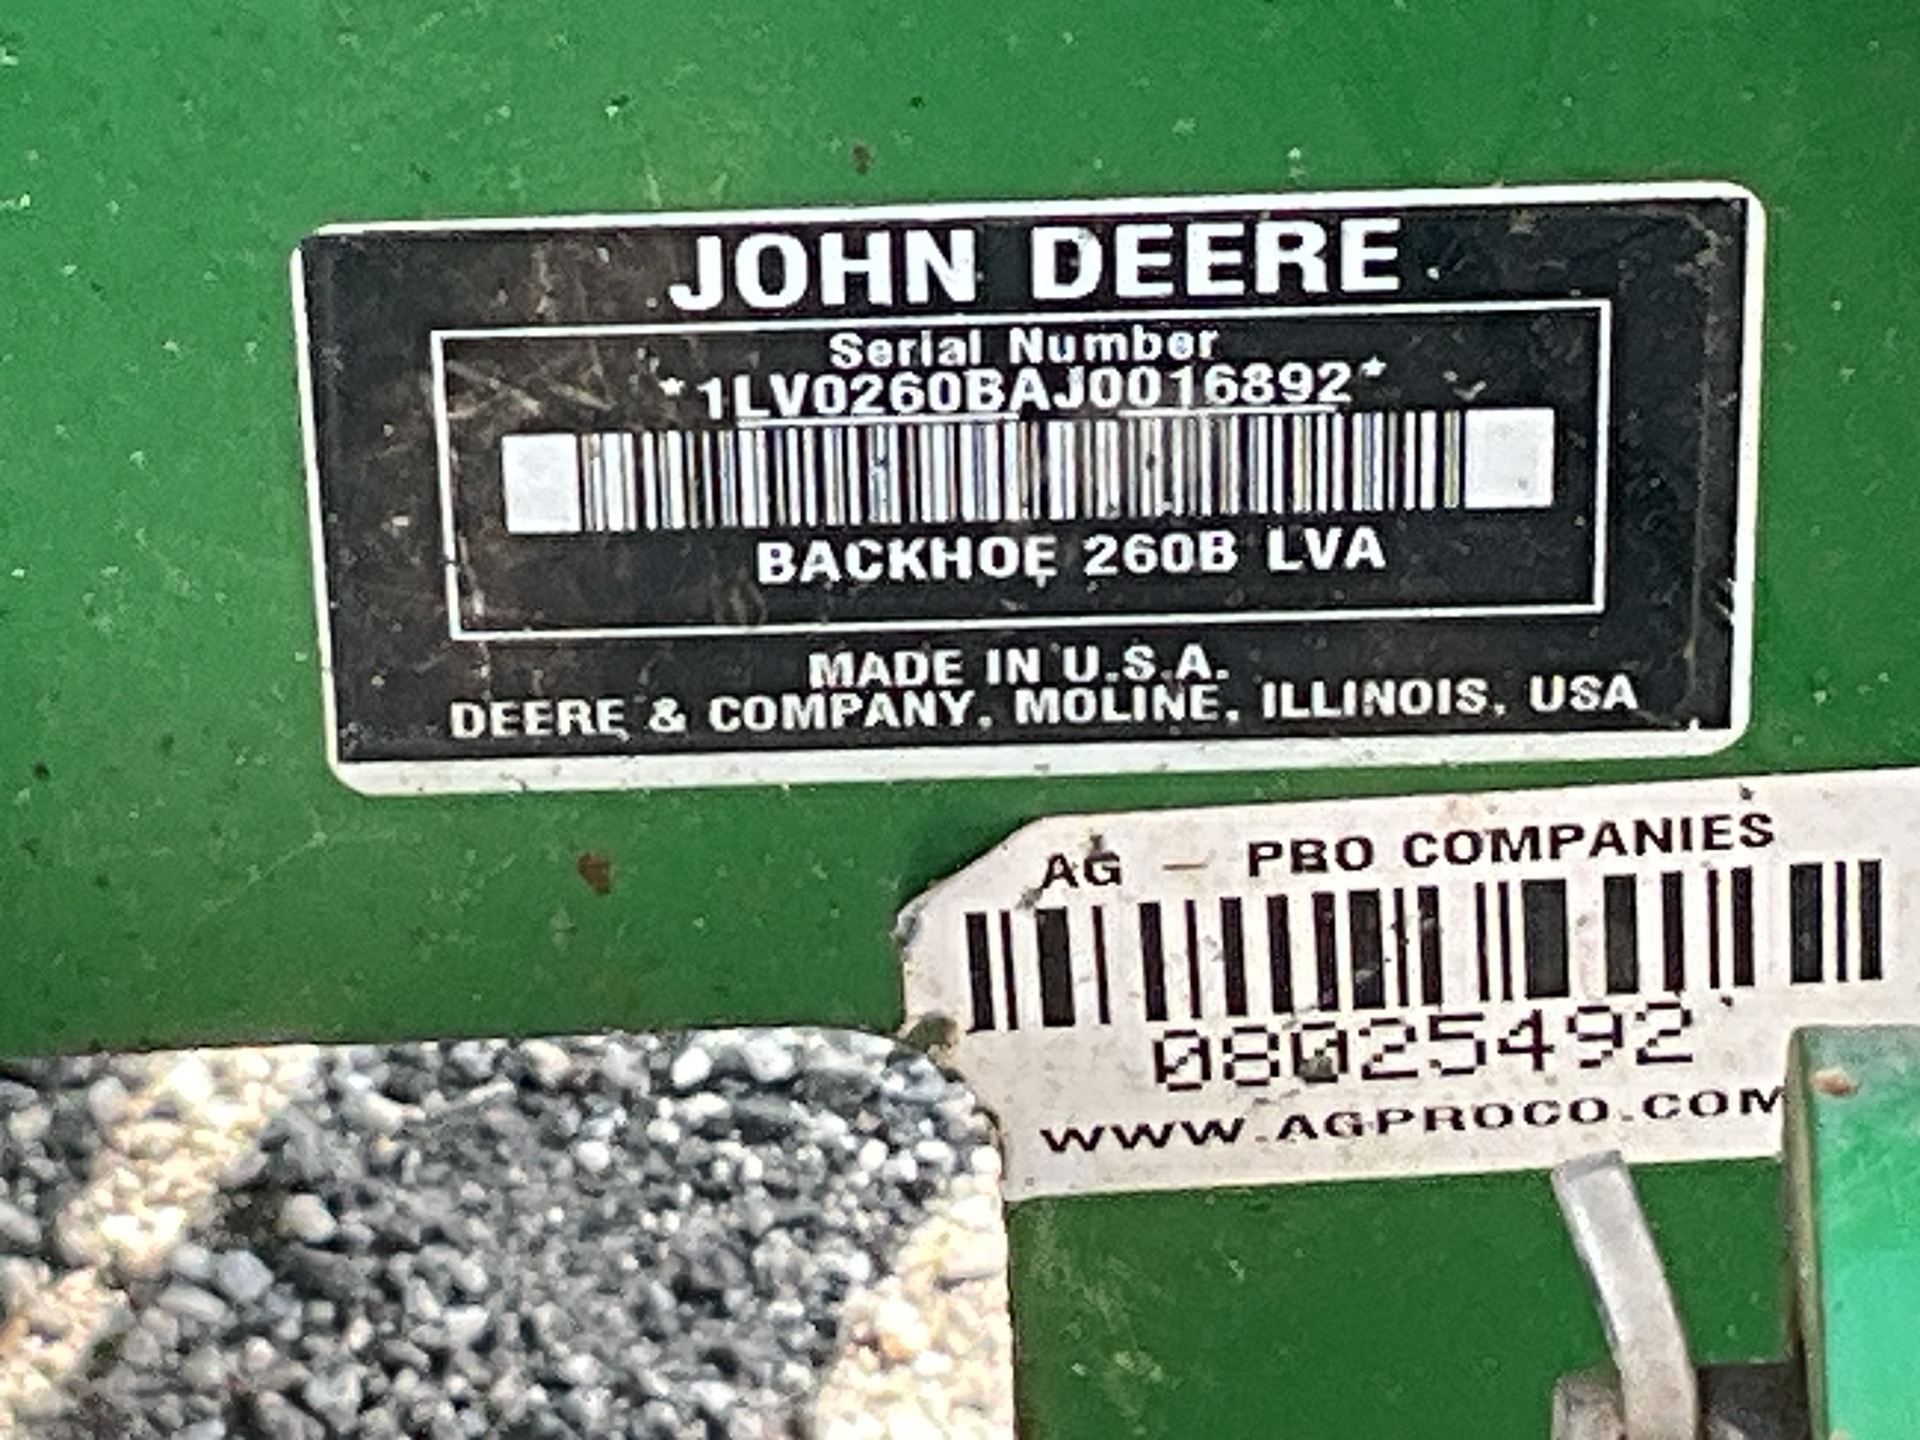 JOHN DEERE
Serial Number
*1LV0260BAJ0016892*
BACKHOE 260B LVA
MADE IN U.S.A.
DEERE & COMPANY, MOLINE, ILLINOIS, USA
AG - PRO COMPANIES
08025492
WWW.AGPROCO.COM